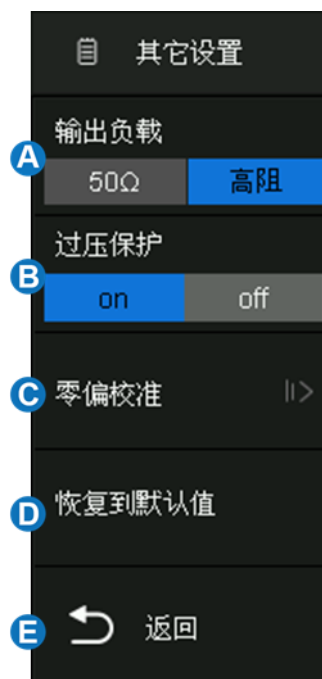 其它设置
输出负载
A
50Ω 高阻
过压保护
B
on off
C 零偏校准
D 恢复到默认值
E 返回